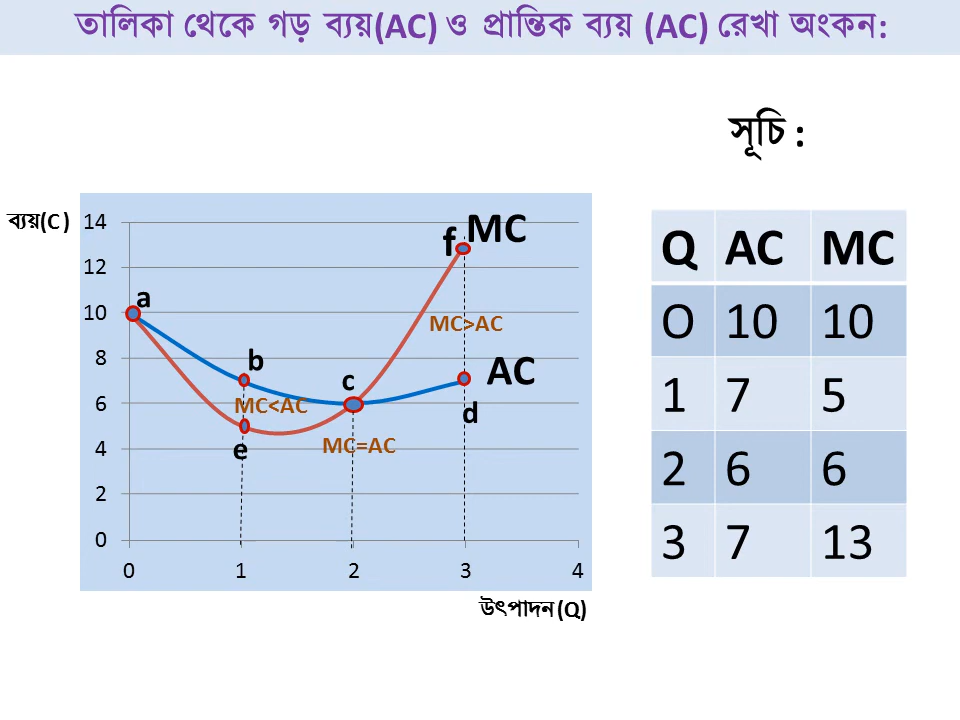 তালিকা থেকে গড় ব্যয়(AC) ও প্রান্তিক ব্যয় (AC) রেখা অংকন:
সূচি :
ব্যয়(C )
14
12
10
8
6
4
2
0
0 1 2 3 4
উৎপাদন (Q)
a
b
c
d
e
f
MC
AC
MC>AC
MC<AC
MC=AC
Q AC MC
O 10 10
1 7 5
2 6 6
3 7 13